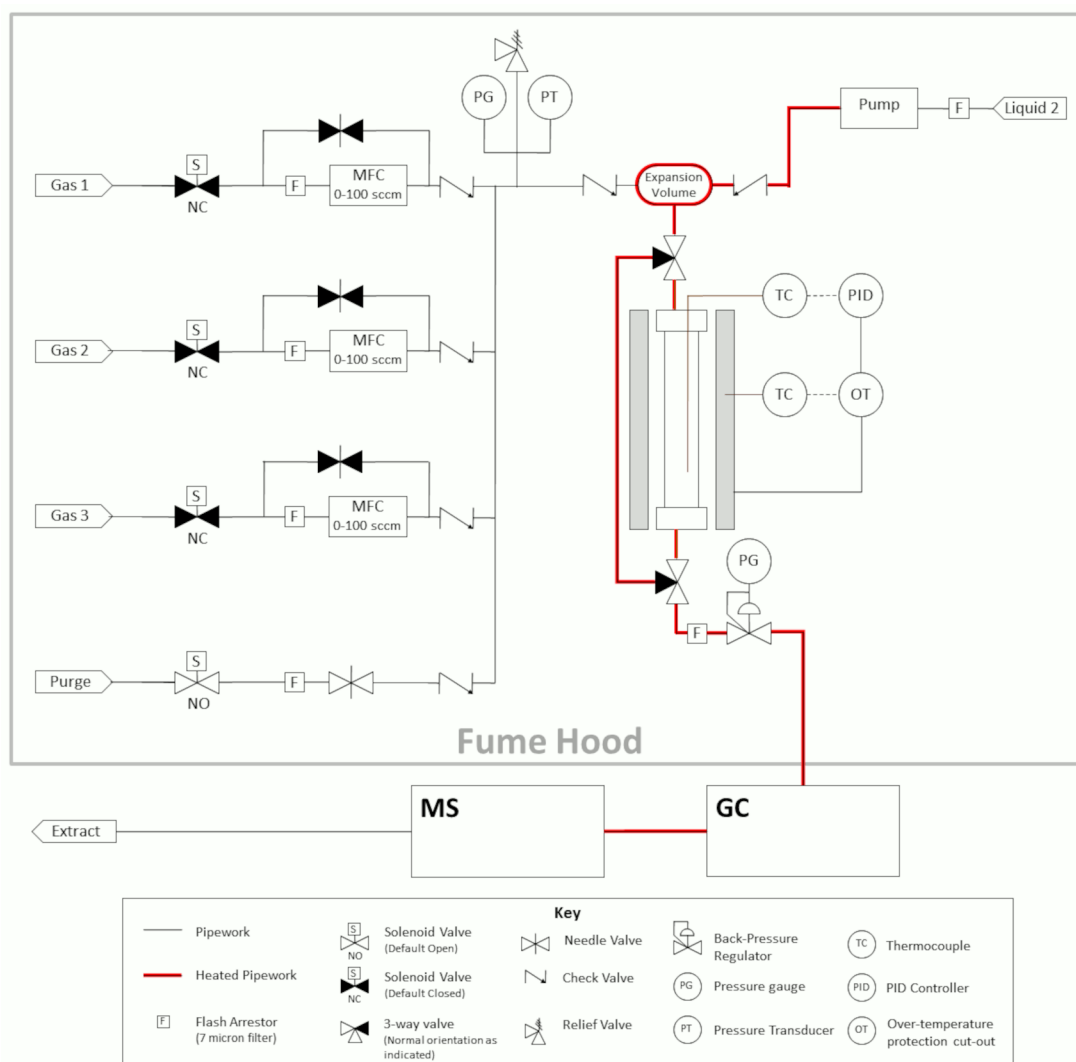 PG
PT
Pump
F
Liquid 2
S
Gas 1
NC
F
MFC
0-100 sccm
Expansion
Volume
S
Gas 2
NC
F
MFC
0-100 sccm
TC
PID
TC
OT
S
Gas 3
NC
F
MFC
0-100 sccm
PG
F
S
Purge
NO
F
Fume Hood
MS
GC
Extract
Key
Pipework
Heated Pipework
F
Flash Arrestor
(7 micron filter)
S
NO
Solenoid Valve
(Default Open)
S
NC
Solenoid Valve
(Default Closed)
3-way valve
(Normal orientation as
indicated)
Needle Valve
Check Valve
Relief Valve
Back-Pressure
Regulator
PG
Pressure gauge
PT
Pressure Transducer
TC
Thermocouple
PID
PID Controller
OT
Over-temperature
protection cut-out